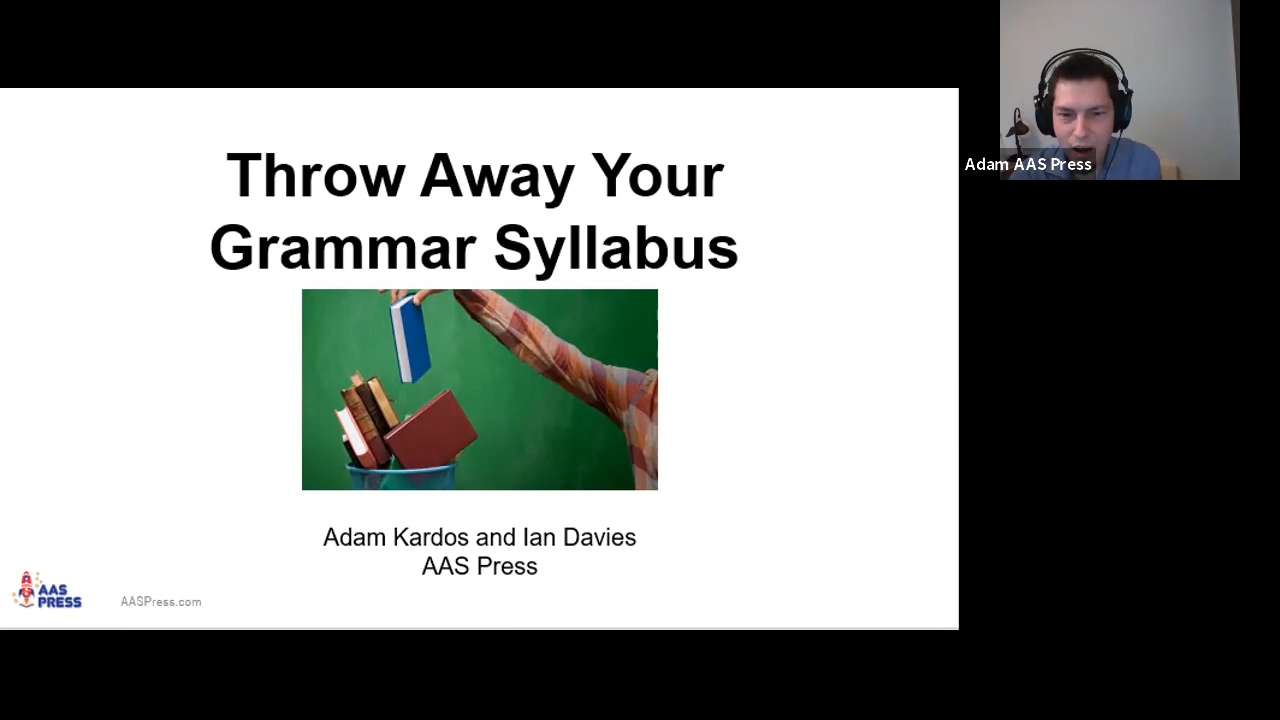 Throw Away Your
Grammar Syllabus
Adam AAS Press
Adam Kardos and Ian Davies
AAS Press
AAS
PRESS
AASPress.com